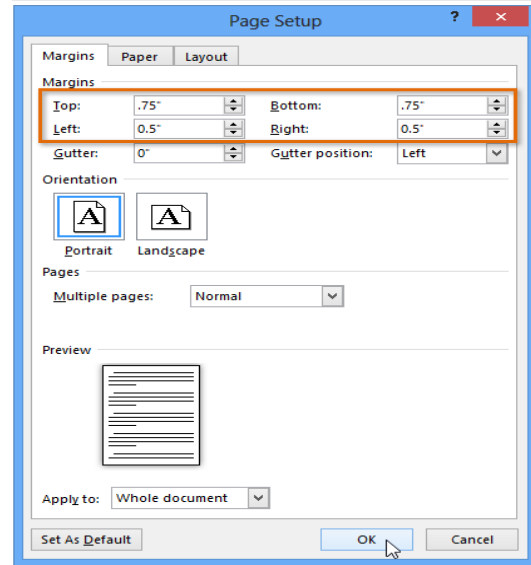 Page Setup ? ×
Margins Paper Layout
Margins
Top: .75" Bottom: .75"
Left: 0.5" Right: 0.5"
Gutter: 0" Gutter position: Left
Orientation
A A
Portrait Landscape
Pages
Multiple pages: Normal
Preview
Apply to: Whole document
Set As Default OK Cancel